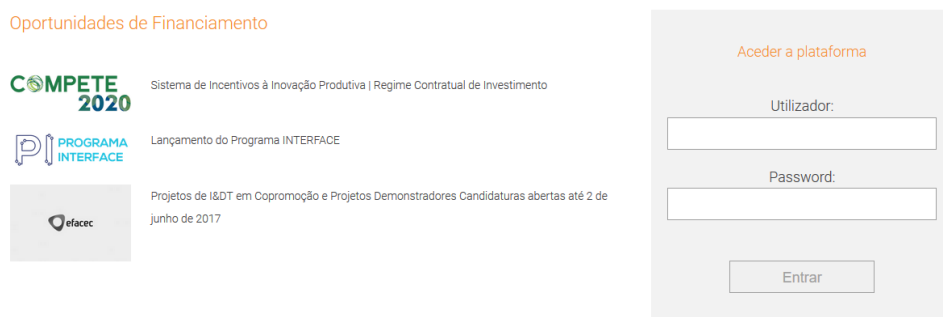 Oportunidades de Financiamento
COMPETE
2020
Sistema de Incentivos à Inovação Produtiva | Regime Contratual de Investimento
PI PROGRAMA
INTERFACE
Lançamento do Programa INTERFACE
efacec
Projetos de I&DT em Copromoção e Projetos Demonstradores Candidaturas abertas até 2 de
junho de 2017
Aceder a plataforma
Utilizador:
Password:
Entrar